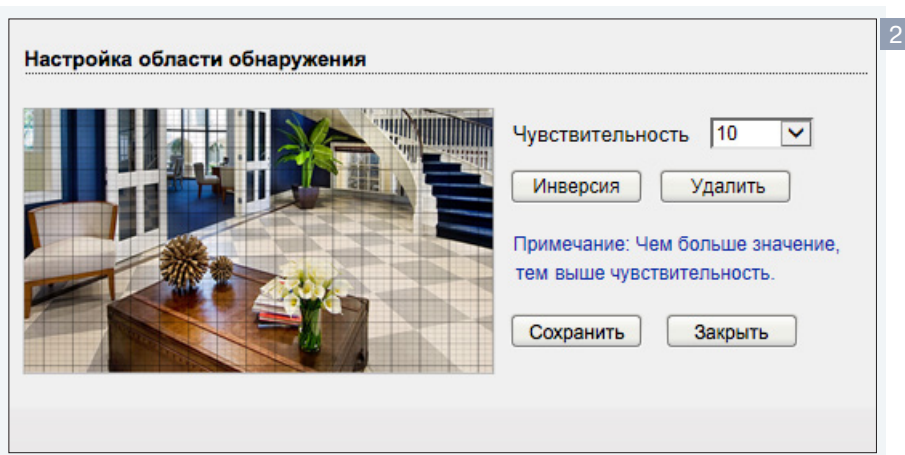 2
Настройка области обнаружения
Чувствительность 10
Инверсия Удалить
Примечание: Чем больше значение,
тем выше чувствительность.
Сохранить Закрыть